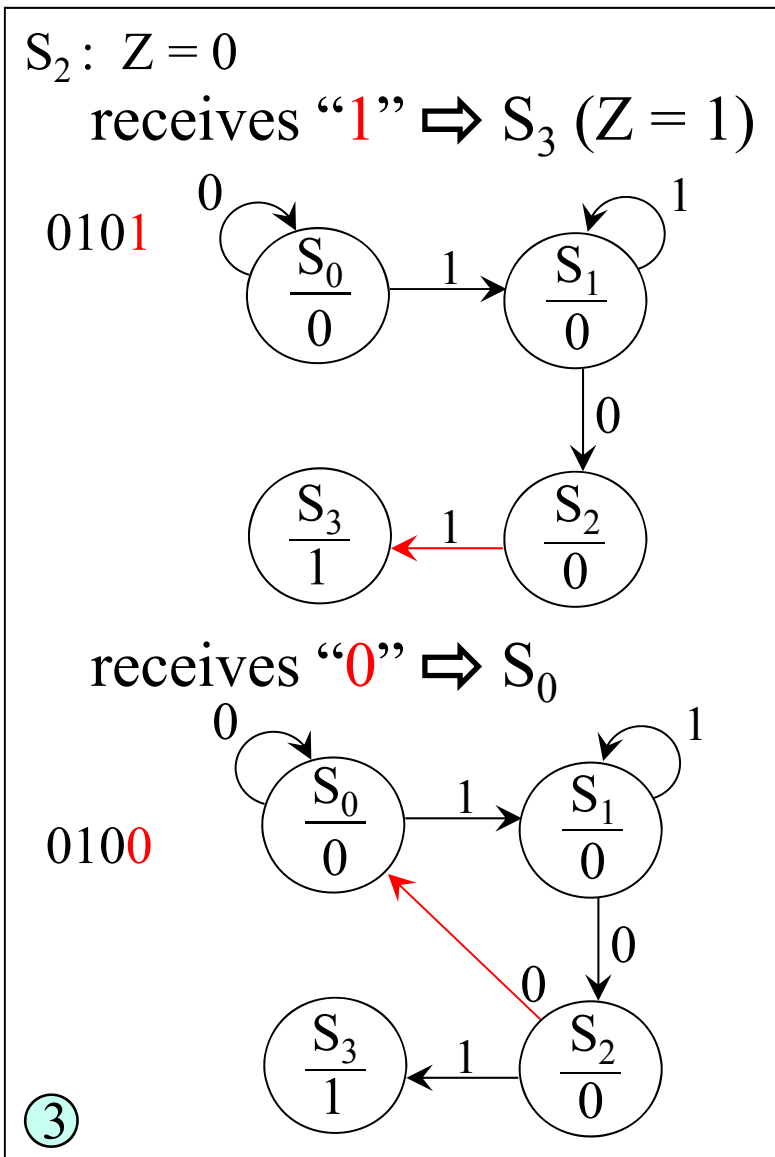 S₂ : Z = 0
receives “1” ⇨ S₃ (Z = 1)
0 1
0101
S₀ 1 S₁
0 0
0
S₃ 1 S₂
1 0
receives “0” ⇨ S₀
0 1
S₀ 1 S₁
0100 0 0
0
0
S₃ 1 S₂
1 0
3